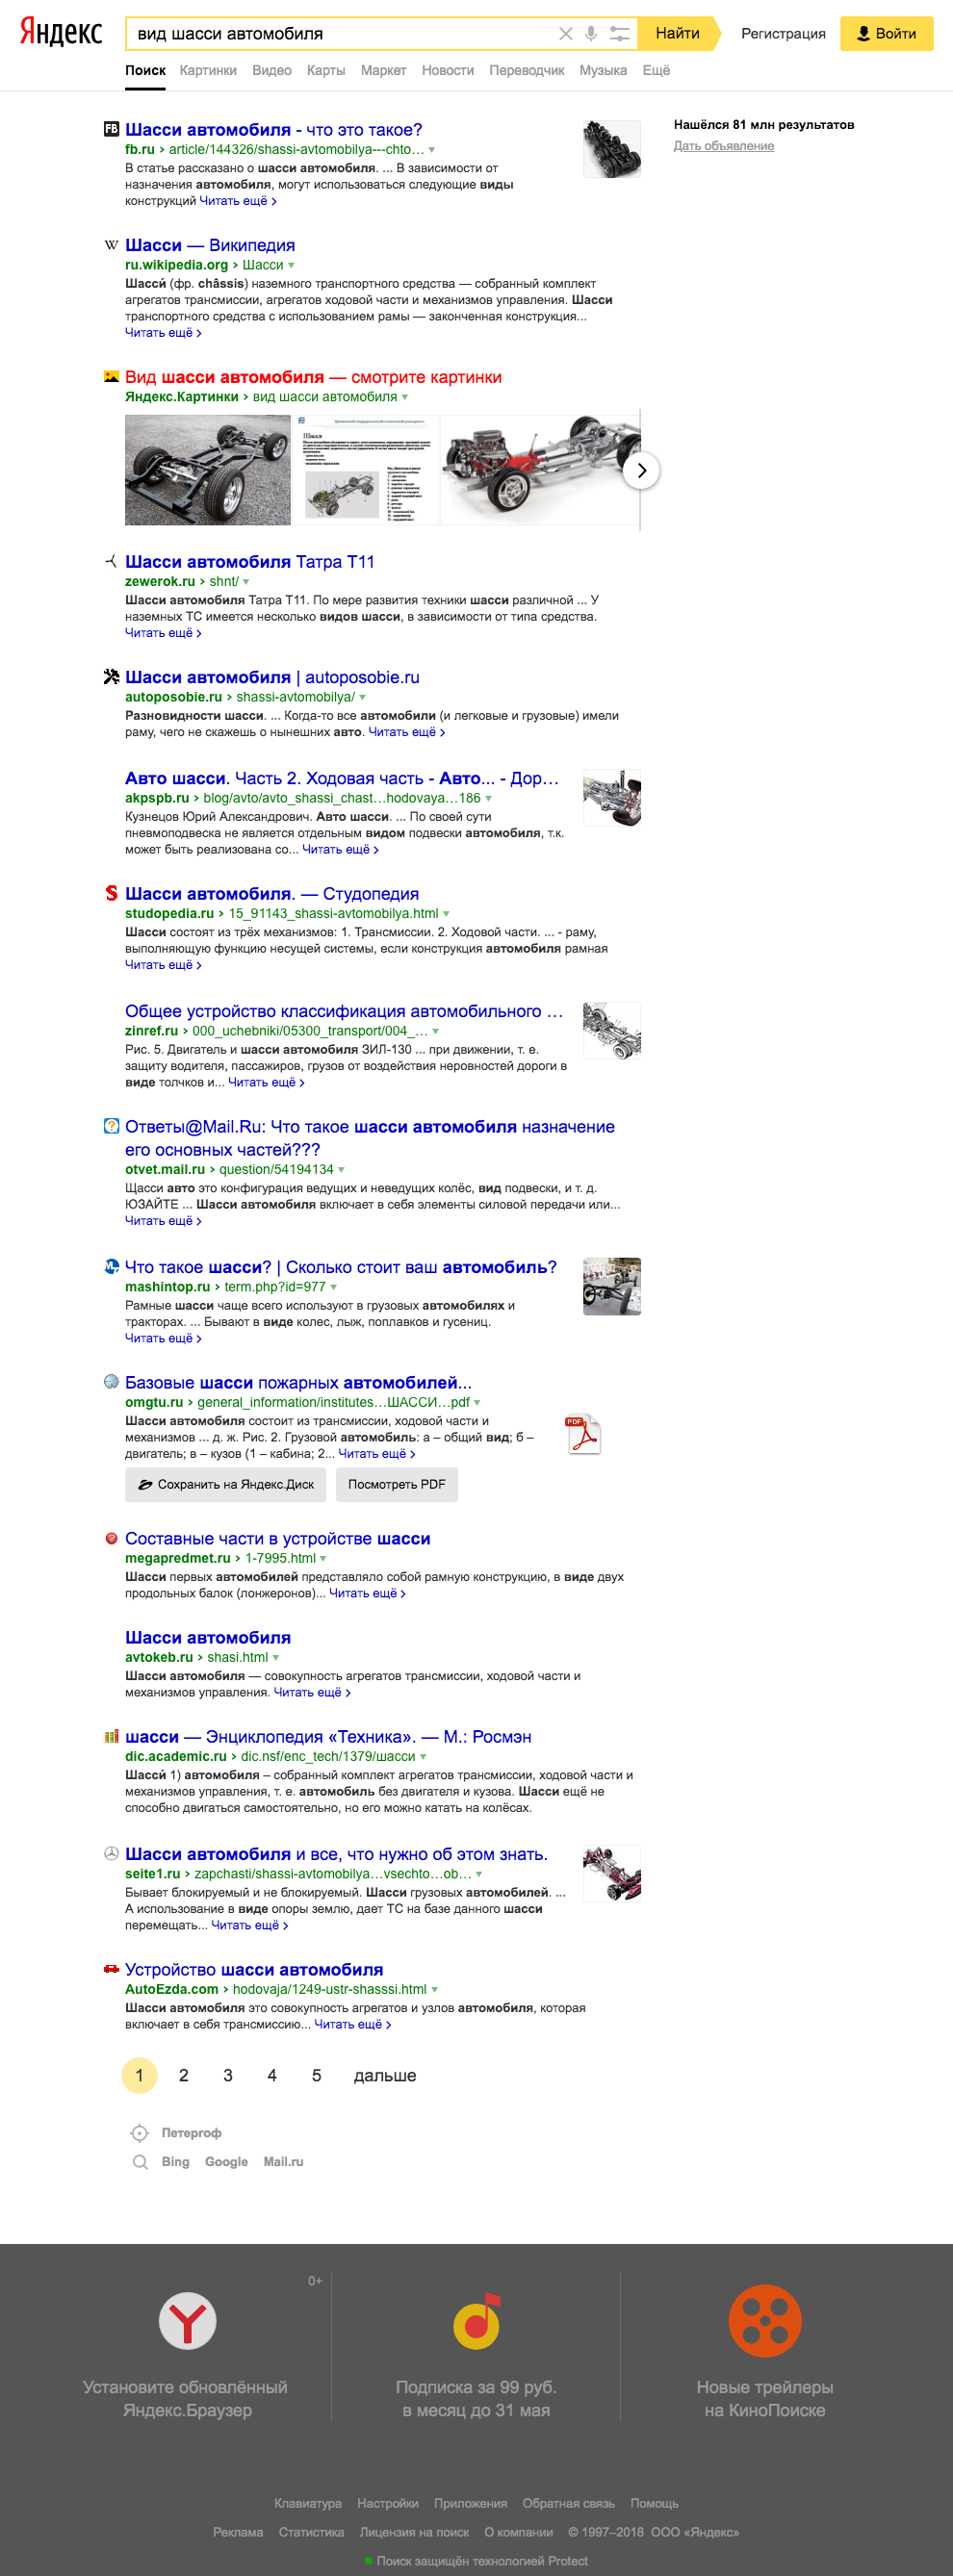 Яндекс
вид шасси автомобиля
Найти
Регистрация
Войти
Поиск Картинки Видео Карты Маркет Новости Переводчик Музыка Ещё
Нашёлся 81 млн результатов
Дать объявление
FB
Шасси автомобиля - что это такое?
fb.ru › article/144326/shassi-avtomobilya---chto…
В статье рассказано о шасси автомобиля. ... В зависимости от
назначения автомобиля, могут использоваться следующие виды
конструкций Читать ещё ›
W
Шасси — Википедия
ru.wikipedia.org › Шасси
Шасси́ (фр. châssis) наземного транспортного средства — собранный комплект
агрегатов трансмиссии, агрегатов ходовой части и механизмов управления. Шасси
транспортного средства с использованием рамы — законченная конструкция...
Читать ещё ›
Вид шасси автомобиля — смотрите картинки
Яндекс.Картинки › вид шасси автомобиля
Шасси
Шасси автомобиля Татра Т11
zewerok.ru › shnt/
Шасси автомобиля Татра Т11. По мере развития техники шасси различной ... У
наземных ТС имеется несколько видов шасси, в зависимости от типа средства.
Читать ещё ›
Шасси автомобиля | autoposobie.ru
autoposobie.ru › shassi-avtomobilya/
Разновидности шасси. ... Когда-то все автомобили (и легковые и грузовые) имели
раму, чего не скажешь о нынешних авто. Читать ещё ›
Авто шасси. Часть 2. Ходовая часть - Авто... - Дор…
akpspb.ru › blog/avto/avto_shassi_chast…hodovaya…186
Кузнецов Юрий Александрович. Авто шасси. ... По своей сути
пневмоподвеска не является отдельным видом подвески автомобиля, т.к.
может быть реализована со... Читать ещё ›
S
Шасси автомобиля. — Студопедия
studopedia.ru › 15_91143_shassi-avtomobilya.html
Шасси состоят из трёх механизмов: 1. Трансмиссии. 2. Ходовой части. ... - раму,
выполняющую функцию несущей системы, если конструкция автомобиля рамная
Читать ещё ›
Общее устройство классификация автомобильного …
zinref.ru › 000_uchebniki/05300_transport/004_…
Рис. 5. Двигатель и шасси автомобиля ЗИЛ-130 ... при движении, т. е.
защиту водителя, пассажиров, грузов от воздействия неровностей дороги в
виде толчков и... Читать ещё ›
?
Ответы@Mail.Ru: Что такое шасси автомобиля назначение
его основных частей???
otvet.mail.ru › question/54194134
Щасси авто это конфигурация ведущих и неведущих колёс, вид подвески, и т. д.
ЮЗАЙТЕ ... Шасси автомобиля включает в себя элементы силовой передачи или...
Читать ещё ›
Что такое шасси? | Сколько стоит ваш автомобиль?
mashintop.ru › term.php?id=977
Рамные шасси чаще всего используют в грузовых автомобилях и
тракторах. ... Бывают в виде колес, лыж, поплавков и гусениц.
Читать ещё ›
Базовые шасси пожарных автомобилей...
omgtu.ru › general_information/institutes…ШАССИ…pdf
Шасси автомобиля состоит из трансмиссии, ходовой части и
механизмов ... д. ж. Рис. 2. Грузовой автомобиль: а – общий вид; б –
двигатель; в – кузов (1 – кабина; 2... Читать ещё ›
PDF
Сохранить на Яндекс.Диск
Посмотреть PDF
Составные части в устройстве шасси
megapredmet.ru › 1-7995.html
Шасси первых автомобилей представляло собой рамную конструкцию, в виде двух
продольных балок (лонжеронов)... Читать ещё ›
Шасси автомобиля
avtokeb.ru › shasi.html
Шасси автомобиля — совокупность агрегатов трансмиссии, ходовой части и
механизмов управления. Читать ещё ›
шасси — Энциклопедия «Техника». — М.: Росмэн
dic.academic.ru › dic.nsf/enc_tech/1379/шасси
Шасси́ 1) автомобиля – собранный комплект агрегатов трансмиссии, ходовой части и
механизмов управления, т. е. автомобиль без двигателя и кузова. Шасси ещё не
способно двигаться самостоятельно, но его можно катать на колёсах.
Шасси автомобиля и все, что нужно об этом знать.
seite1.ru › zapchasti/shassi-avtomobilya…vsechto…ob…
Бывает блокируемый и не блокируемый. Шасси грузовых автомобилей. ...
А использование в виде опоры землю, дает ТС на базе данного шасси
перемещать... Читать ещё ›
Устройство шасси автомобиля
AutoEzda.com › hodovaja/1249-ustr-shasssi.html
Шасси автомобиля это совокупность агрегатов и узлов автомобиля, которая
включает в себя трансмиссию... Читать ещё ›
1 2 3 4 5 дальше
Петергоф
Bing Google Mail.ru
0+
Установите обновлённый
Яндекс.Браузер
Подписка за 99 руб.
в месяц до 31 мая
Новые трейлеры
на КиноПоиске
Клавиатура Настройки Приложения Обратная связь Помощь
Реклама Статистика Лицензия на поиск О компании © 1997–2018 ООО «Яндекс»
Поиск защищён технологией Protect